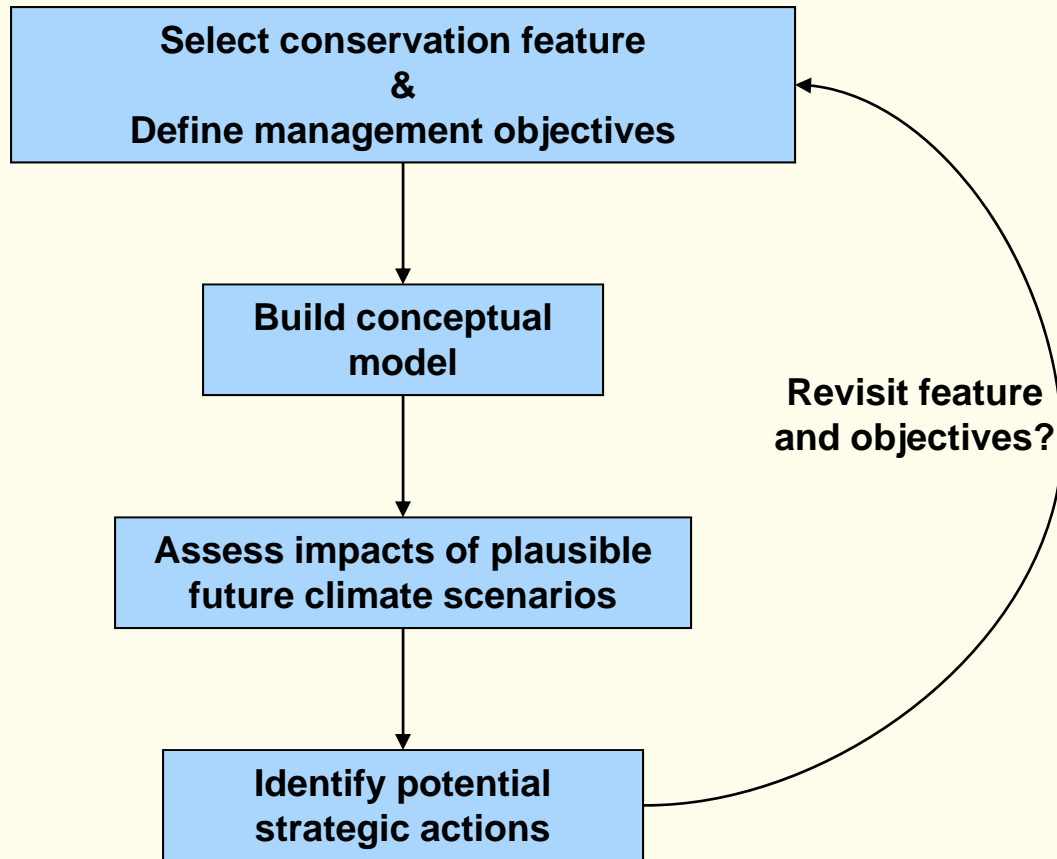 Select conservation feature
&
Define management objectives
Build conceptual
model
Revisit feature
and objectives?
Assess impacts of plausible
future climate scenarios
Identify potential
strategic actions